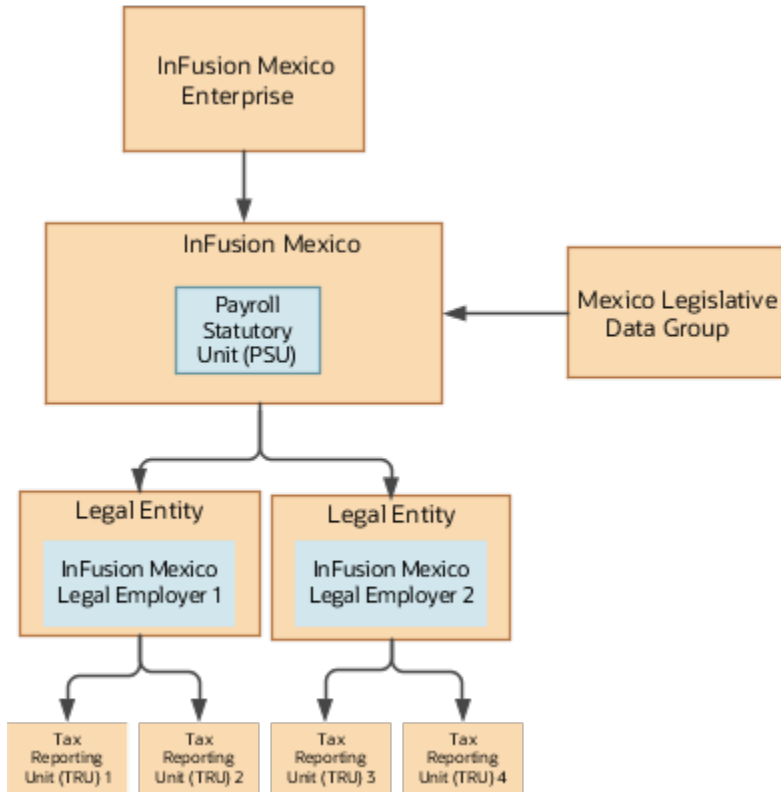 InFusion Mexico
Enterprise
InFusion Mexico
Payroll
Statutory
Unit (PSU)
Mexico Legislative
Data Group
Legal Entity
InFusion Mexico
Legal Employer 1
Legal Entity
InFusion Mexico
Legal Employer 2
Tax
Reporting
Unit (TRU) 1
Tax
Reporting
Unit (TRU) 2
Tax
Reporting
Unit (TRU) 3
Tax
Reporting
Unit (TRU) 4